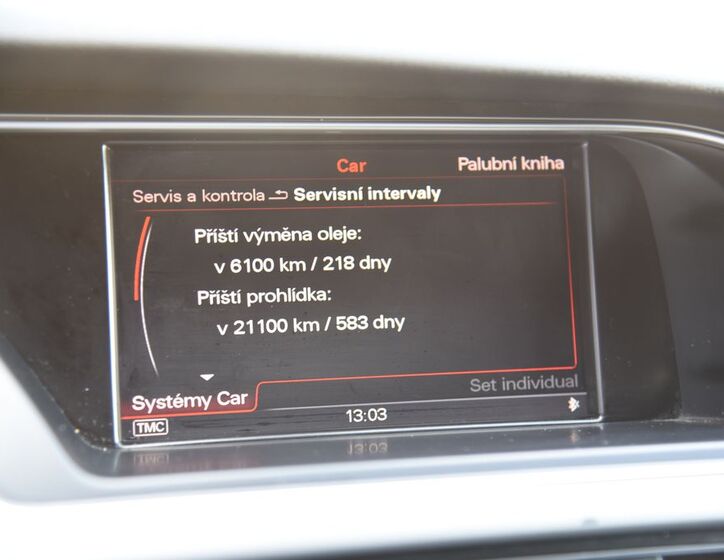 Car
Palubní kniha
Servis a kontrola Servisní intervaly
Příští výměna oleje:
v 6100 km / 218 dny
Příští prohlídka:
v 21100 km / 583 dny
Systémy Car
Set individual
TMC
13:03